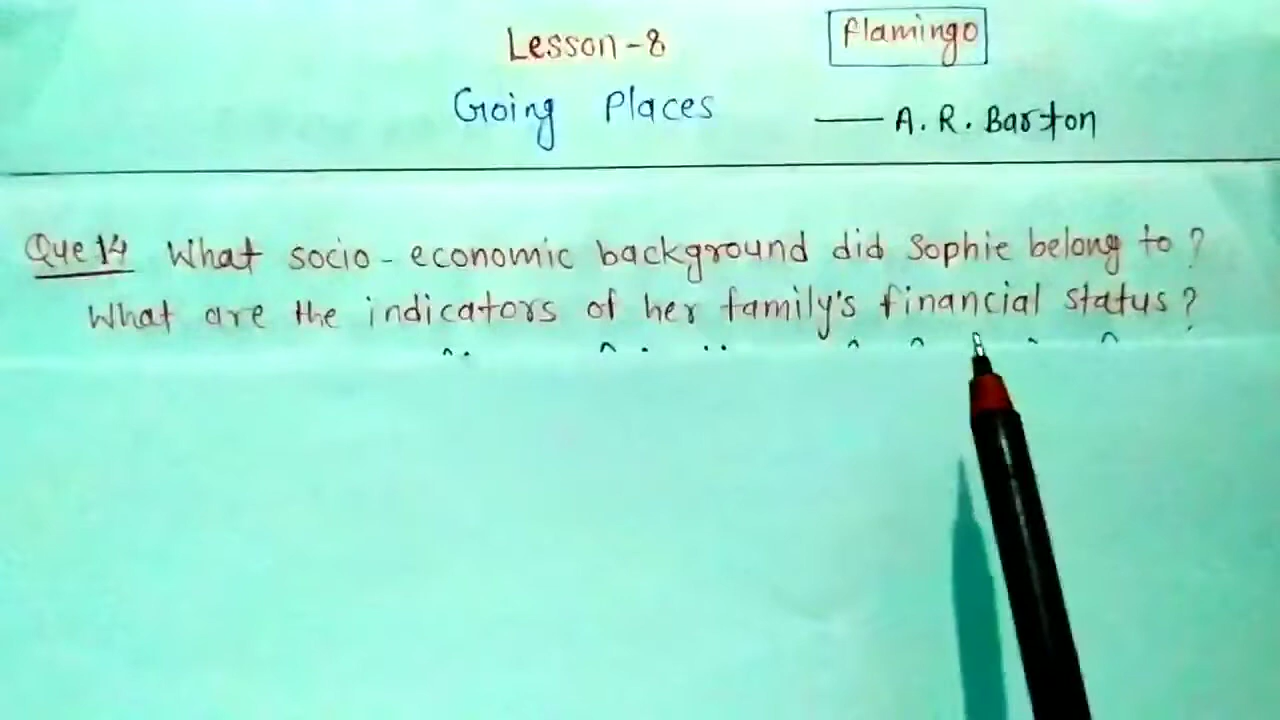 Lesson-8
Flamingo
Going Places
— A. R. Barton
Que 14 What socio-economic background did Sophie belong to?
What are the indicators of her family's financial status?